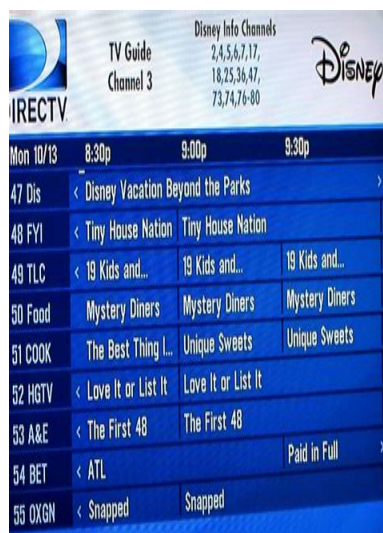 DIRECTV
TV Guide
Channel 3
Disney Info Channels
2,4,5,6,7,17,
18,25,36,47,
73,74,76-80
Disney
Mon 10/13 8:30p 9:00p 9:30p
47 Dis ‹ Disney Vacation Beyond the Parks ›
48 FYI ‹ Tiny House Nation Tiny House Nation
49 TLC ‹ 19 Kids and... 19 Kids and... 19 Kids and...
50 Food Mystery Diners Mystery Diners Mystery Diners
51 COOK The Best Thing I... Unique Sweets Unique Sweets
52 HGTV ‹ Love It or List It Love It or List It
53 A&E ‹ The First 48 The First 48
54 BET ‹ ATL Paid in Full ›
55 OXGN ‹ Snapped Snapped